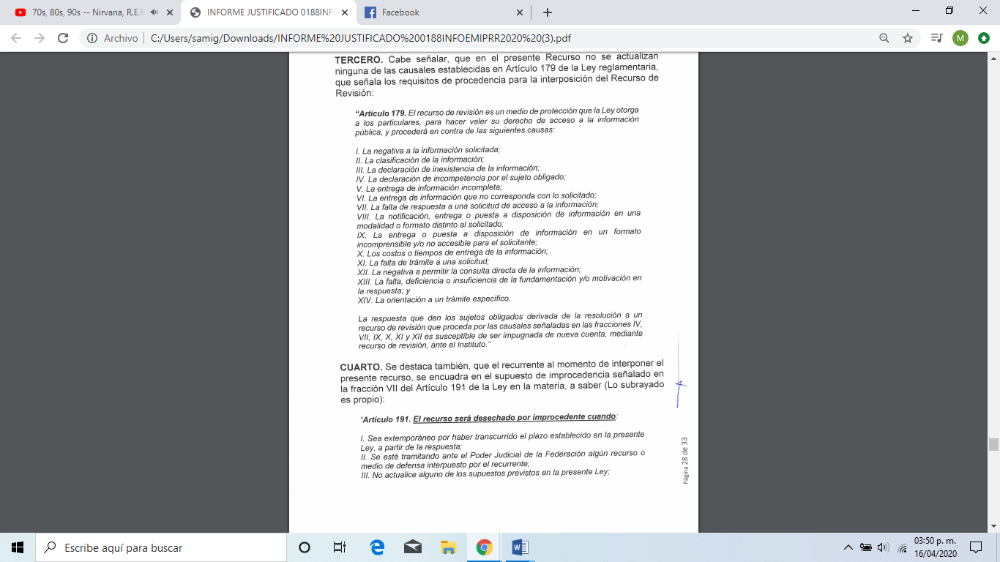 70s, 80s, 90s -- Nirvana, R.E.M
INFORME JUSTIFICADO 0188INFO
Facebook
Archivo
C:/Users/samig/Downloads/INFORME%20JUSTIFICADO%200188INFOEMIPRR2020%20(3).pdf
M
TERCERO. Cabe señalar, que en el presente Recurso no se actualizan
ninguna de las causales establecidas en Artículo 179 de la Ley reglamentaria,
que señala los requisitos de procedencia para la interposición del Recurso de
Revisión:
“Artículo 179. El recurso de revisión es un medio de protección que la Ley otorga
a los particulares, para hacer valer su derecho de acceso a la información
pública, y procederá en contra de las siguientes causas:
I. La negativa a la información solicitada;
II. La clasificación de la información;
III. La declaración de inexistencia de la información;
IV. La declaración de incompetencia por el sujeto obligado;
V. La entrega de información incompleta;
VI. La entrega de información que no corresponda con lo solicitado;
VII. La falta de respuesta a una solicitud de acceso a la información;
VIII. La notificación, entrega o puesta a disposición de información en una
modalidad o formato distinto al solicitado;
IX. La entrega o puesta a disposición de información en un formato
incomprensible y/o no accesible para el solicitante;
X. Los costos o tiempos de entrega de la información;
XI. La falta de trámite a una solicitud;
XII. La negativa a permitir la consulta directa de la información;
XIII. La falta, deficiencia o insuficiencia de la fundamentación y/o motivación en
la respuesta; y
XIV. La orientación a un trámite específico.
La respuesta que den los sujetos obligados derivada de la resolución a un
recurso de revisión que proceda por las causales señaladas en las fracciones IV,
VII, IX, X, XI y XII es susceptible de ser impugnada de nueva cuenta, mediante
recurso de revisión, ante el Instituto.”
CUARTO. Se destaca también, que el recurrente al momento de interponer el
presente recurso, se encuadra en el supuesto de improcedencia señalado en
la fracción VII del Artículo 191 de la Ley en la materia, a saber (Lo subrayado
es propio):
“Artículo 191. El recurso será desechado por improcedente cuando:
I. Sea extemporáneo por haber transcurrido el plazo establecido en la presente
Ley, a partir de la respuesta;
II. Se esté tramitando ante el Poder Judicial de la Federación algún recurso o
medio de defensa interpuesto por el recurrente;
III. No actualice alguno de los supuestos previstos en la presente Ley;
Página 28 de 33
Escribe aquí para buscar
03:50 p. m.
16/04/2020